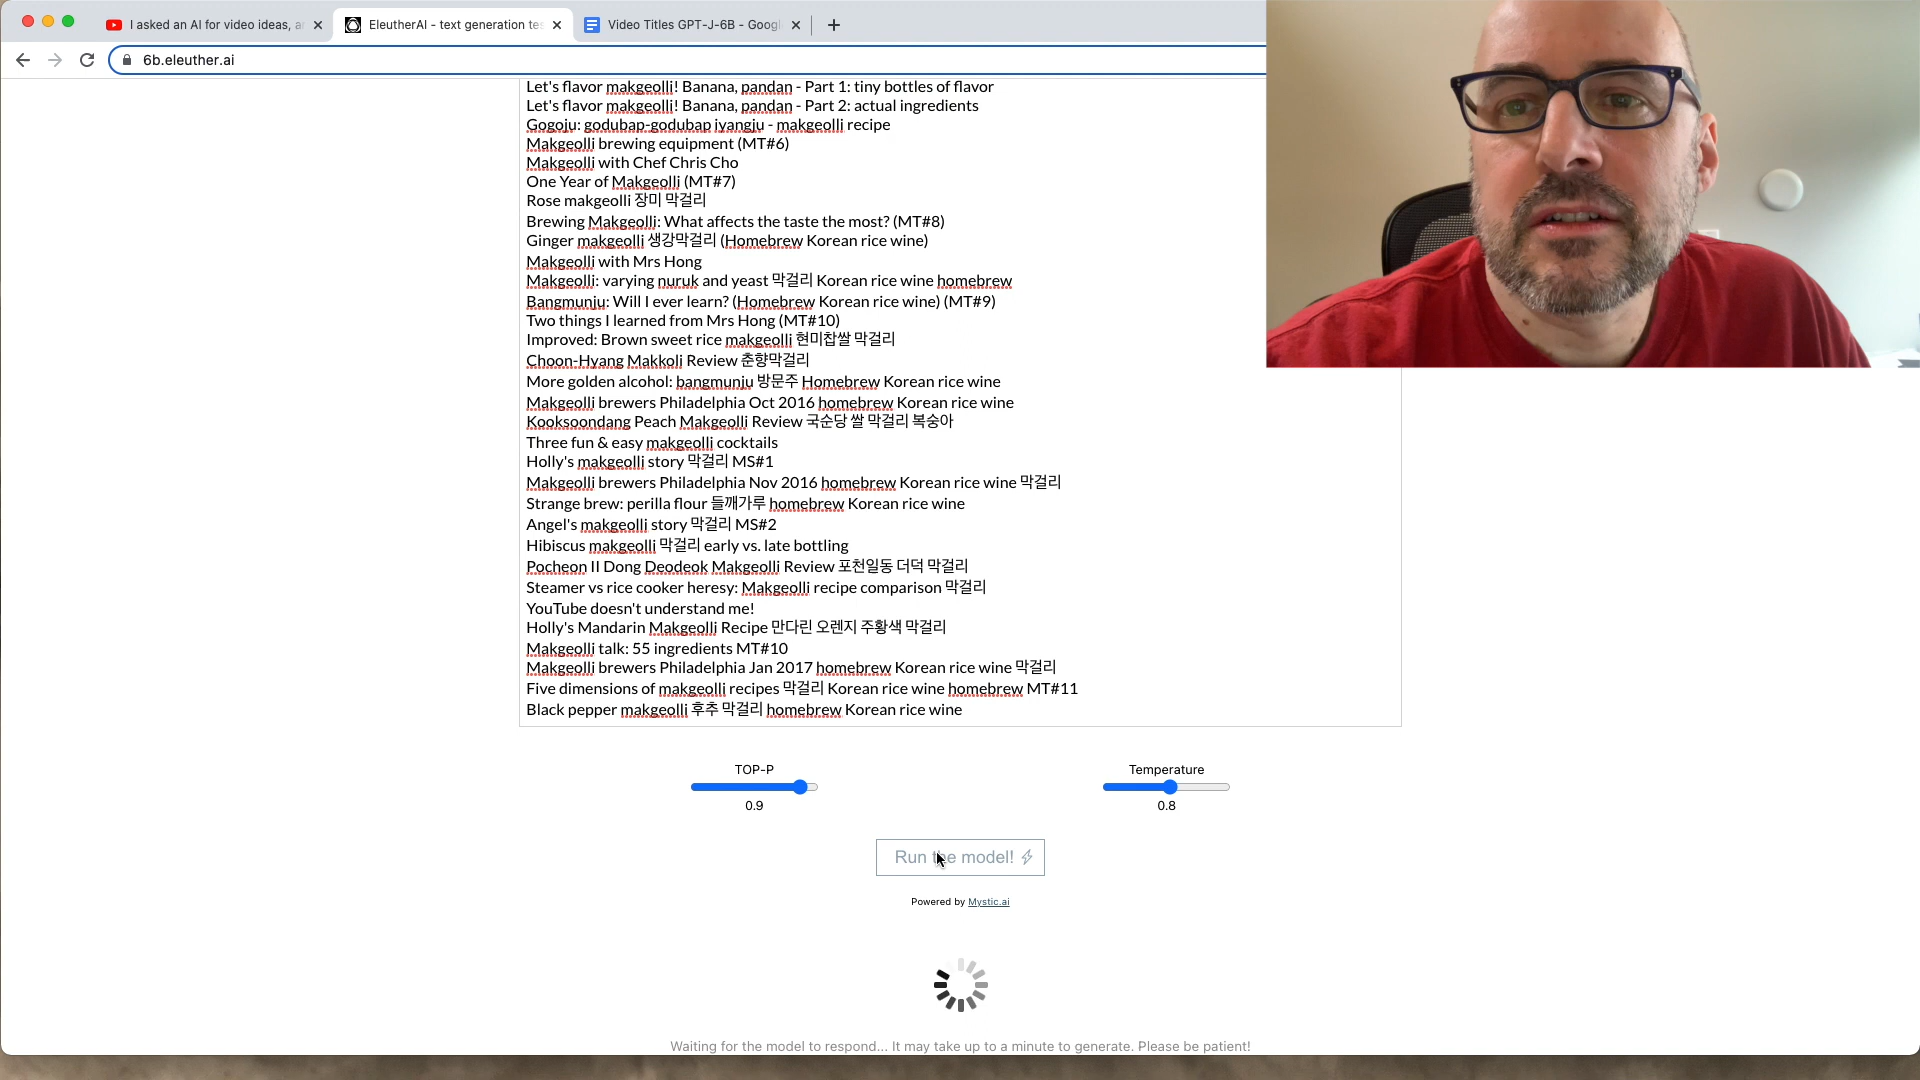 I asked an AI for video ideas, a
EleutherAI - text generation tes
Video Titles GPT-J-6B - Googl
6b.eleuther.ai
Let's flavor makgeolli! Banana, pandan - Part 1: tiny bottles of flavor
Let's flavor makgeolli! Banana, pandan - Part 2: actual ingredients
Gogoju: godubap-godubap iyangju - makgeolli recipe
Makgeolli brewing equipment (MT#6)
Makgeolli with Chef Chris Cho
One Year of Makgeolli (MT#7)
Rose makgeolli 장미 막걸리
Brewing Makgeolli: What affects the taste the most? (MT#8)
Ginger makgeolli 생강막걸리 (Homebrew Korean rice wine)
Makgeolli with Mrs Hong
Makgeolli: varying nuruk and yeast 막걸리 Korean rice wine homebrew
Bangmunju: Will I ever learn? (Homebrew Korean rice wine) (MT#9)
Two things I learned from Mrs Hong (MT#10)
Improved: Brown sweet rice makgeolli 현미찹쌀 막걸리
Choon-Hyang Makkoli Review 춘향막걸리
More golden alcohol: bangmunju 방문주 Homebrew Korean rice wine
Makgeolli brewers Philadelphia Oct 2016 homebrew Korean rice wine
Kooksoondang Peach Makgeolli Review 국순당 쌀 막걸리 복숭아
Three fun & easy makgeolli cocktails
Holly's makgeolli story 막걸리 MS#1
Makgeolli brewers Philadelphia Nov 2016 homebrew Korean rice wine 막걸리
Strange brew: perilla flour 들깨가루 homebrew Korean rice wine
Angel's makgeolli story 막걸리 MS#2
Hibiscus makgeolli 막걸리 early vs. late bottling
Pocheon Il Dong Deodeok Makgeolli Review 포천일동 더덕 막걸리
Steamer vs rice cooker heresy: Makgeolli recipe comparison 막걸리
YouTube doesn't understand me!
Holly's Mandarin Makgeolli Recipe 만다린 오렌지 주황색 막걸리
Makgeolli talk: 55 ingredients MT#10
Makgeolli brewers Philadelphia Jan 2017 homebrew Korean rice wine 막걸리
Five dimensions of makgeolli recipes 막걸리 Korean rice wine homebrew MT#11
Black pepper makgeolli 후추 막걸리 homebrew Korean rice wine
TOP-P
Temperature
0.9
0.8
Run the model!
Powered by Mystic.ai
Waiting for the model to respond... It may take up to a minute to generate. Please be patient!